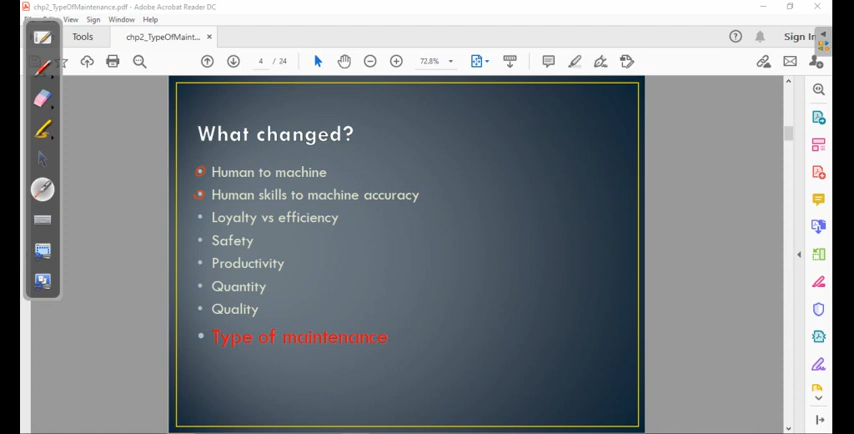 chp2_TypeOfMaintenance.pdf - Adobe Acrobat Reader DC
View Sign Window Help
Tools chp2_TypeOfMaint... × Sign In
4 / 24 72.8%
What changed?
• Human to machine
• Human skills to machine accuracy
• Loyalty vs efficiency
• Safety
• Productivity
• Quantity
• Quality
• Type of maintenance